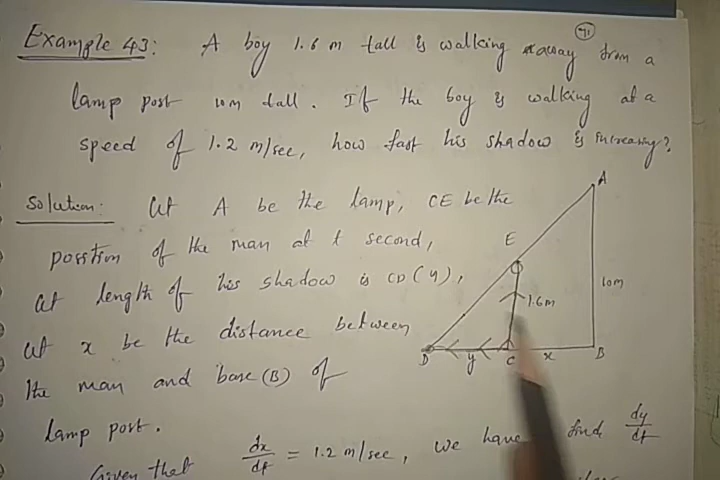 71
Example 43: A boy 1.6 m tall is walking away from a
lamp post 10m tall. If the boy is walking at a
speed of 1.2 m/sec, how fast his shadow is increasing?
Solution: Let A be the lamp, CE be the
position of the man at t second,
Let length of his shadow is CD(y),
Let x be the distance between
the man and base(B) of
lamp post.
Given that dx/dt = 1.2 m/sec, we have find dy/dt
A
E
10m
1.6m
D y C x B